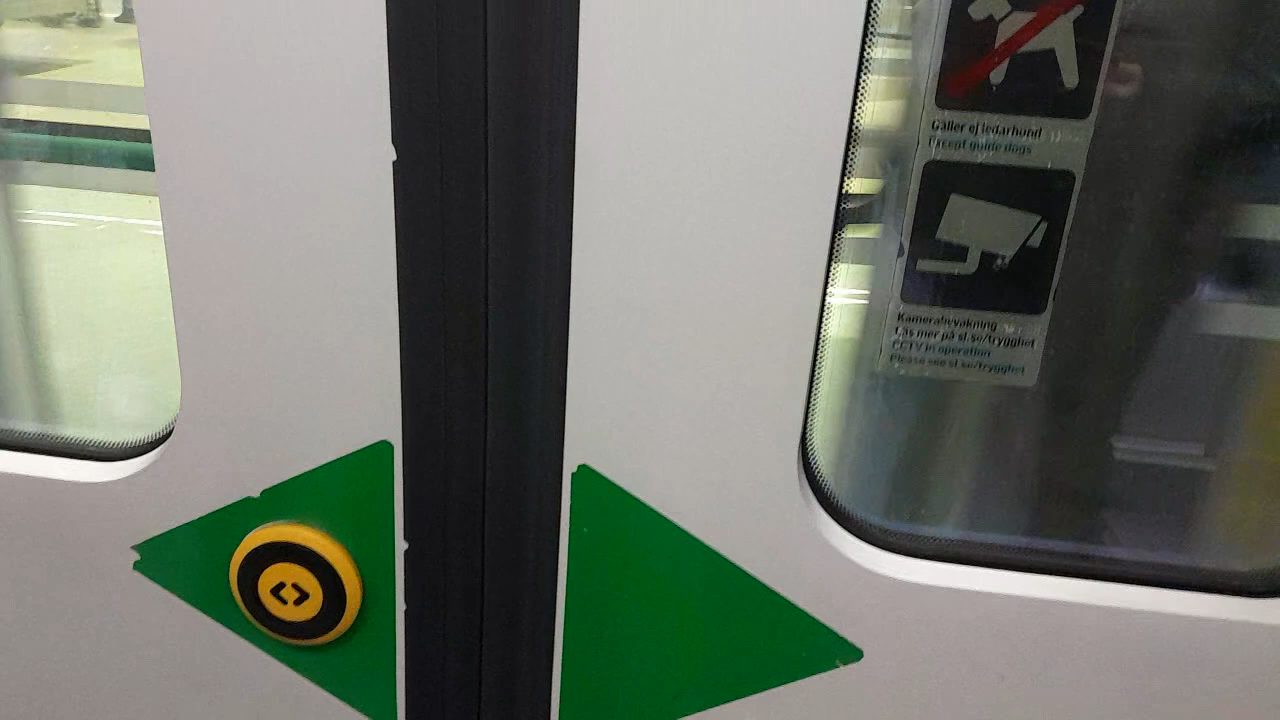 Gäller ej ledarhund
Except guide dogs
Kamerabevakning
Läs mer på sl.se/trygghet
CCTV in operation
Please see sl.se/trygghet